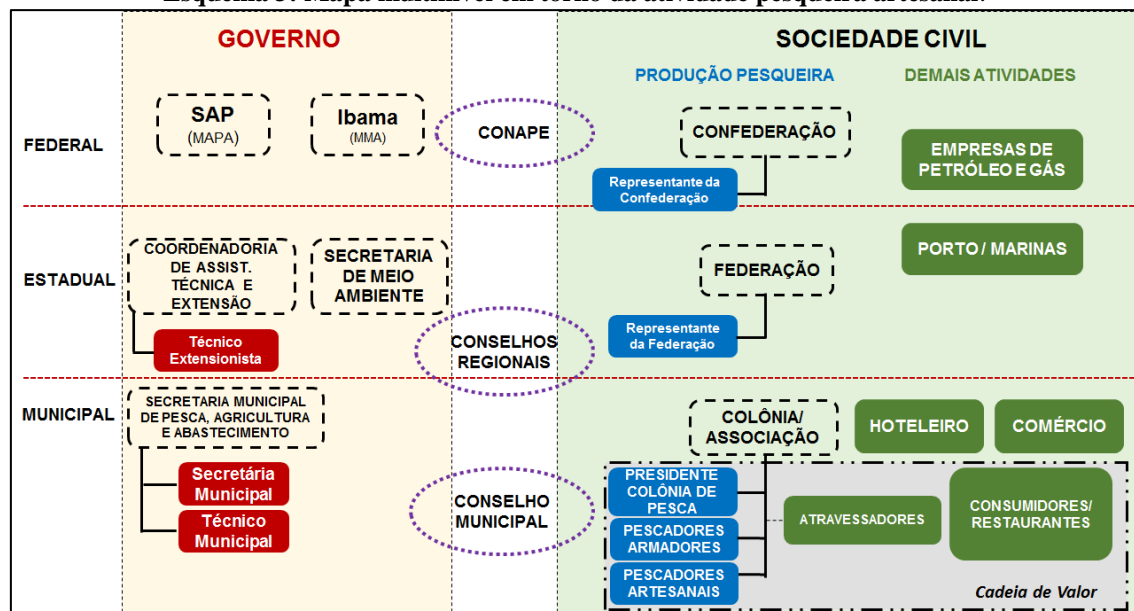 GOVERNO
SOCIEDADE CIVIL
PRODUÇÃO PESQUEIRA
DEMAIS ATIVIDADES
FEDERAL
SAP
(MAPA)
Ibama
(MMA)
CONAPE
CONFEDERAÇÃO
Representante da
Confederação
EMPRESAS DE
PETRÓLEO E GÁS
ESTADUAL
COORDENADORIA
DE ASSIST.
TÉCNICA E
EXTENSÃO
SECRETARIA
DE MEIO
AMBIENTE
Técnico
Extensionista
CONSELHOS
REGIONAIS
FEDERAÇÃO
Representante
da Federação
PORTO / MARINAS
MUNICIPAL
SECRETARIA MUNICIPAL
DE PESCA, AGRICULTURA
E ABASTECIMENTO
Secretária
Municipal
Técnico
Municipal
CONSELHO
MUNICIPAL
COLÔNIA/
ASSOCIAÇÃO
HOTELEIRO
COMÉRCIO
PRESIDENTE
COLÔNIA DE
PESCA
PESCADORES
ARMADORES
PESCADORES
ARTESANAIS
ATRAVESSADORES
CONSUMIDORES/
RESTAURANTES
Cadeia de Valor